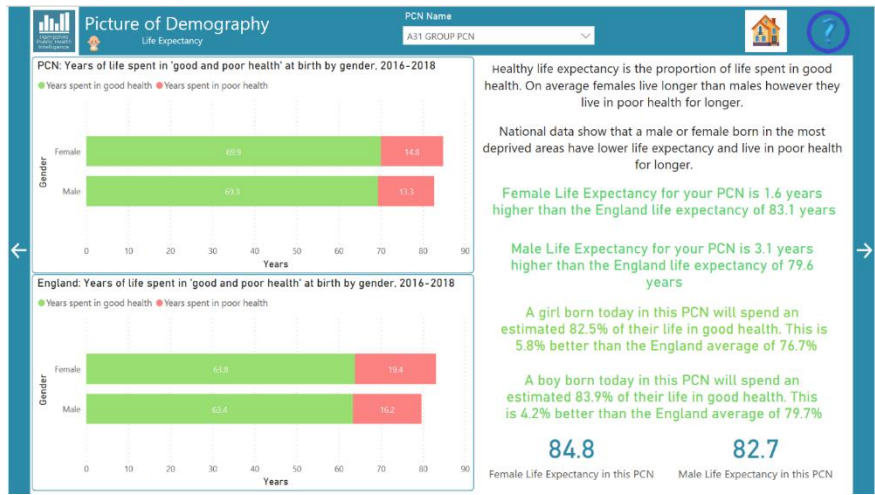 Hampshire
Public Health
Intelligence
Picture of Demography
Life Expectancy
PCN Name
A31 GROUP PCN
?
PCN: Years of life spent in 'good and poor health' at birth by gender, 2016-2018
Years spent in good health Years spent in poor health
Gender
Female 69.9 14.8
Male 69.3 13.3
0 10 20 30 40 50 60 70 80 90
Years
England: Years of life spent in 'good and poor health' at birth by gender, 2016-2018
Years spent in good health Years spent in poor health
Gender
Female 63.8 19.4
Male 63.4 16.2
0 10 20 30 40 50 60 70 80 90
Years
Healthy life expectancy is the proportion of life spent in good
health. On average females live longer than males however they
live in poor health for longer.
National data show that a male or female born in the most
deprived areas have lower life expectancy and live in poor health
for longer.
Female Life Expectancy for your PCN is 1.6 years
higher than the England life expectancy of 83.1 years
Male Life Expectancy for your PCN is 3.1 years
higher than the England life expectancy of 79.6
years
A girl born today in this PCN will spend an
estimated 82.5% of their life in good health. This is
5.8% better than the England average of 76.7%
A boy born today in this PCN will spend an
estimated 83.9% of their life in good health. This
is 4.2% better than the England average of 79.7%
84.8
Female Life Expectancy in this PCN
82.7
Male Life Expectancy in this PCN